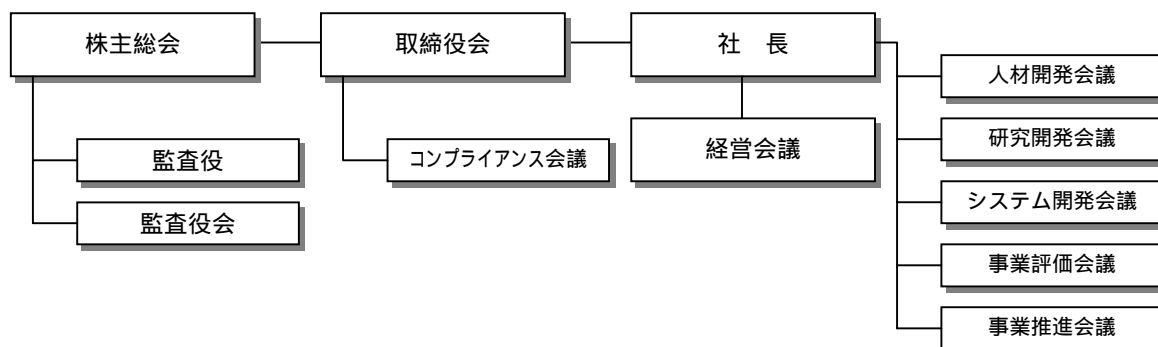 株主総会
取締役会
社　長
人材開発会議
研究開発会議
経営会議
監査役
コンプライアンス会議
システム開発会議
監査役会
事業評価会議
事業推進会議